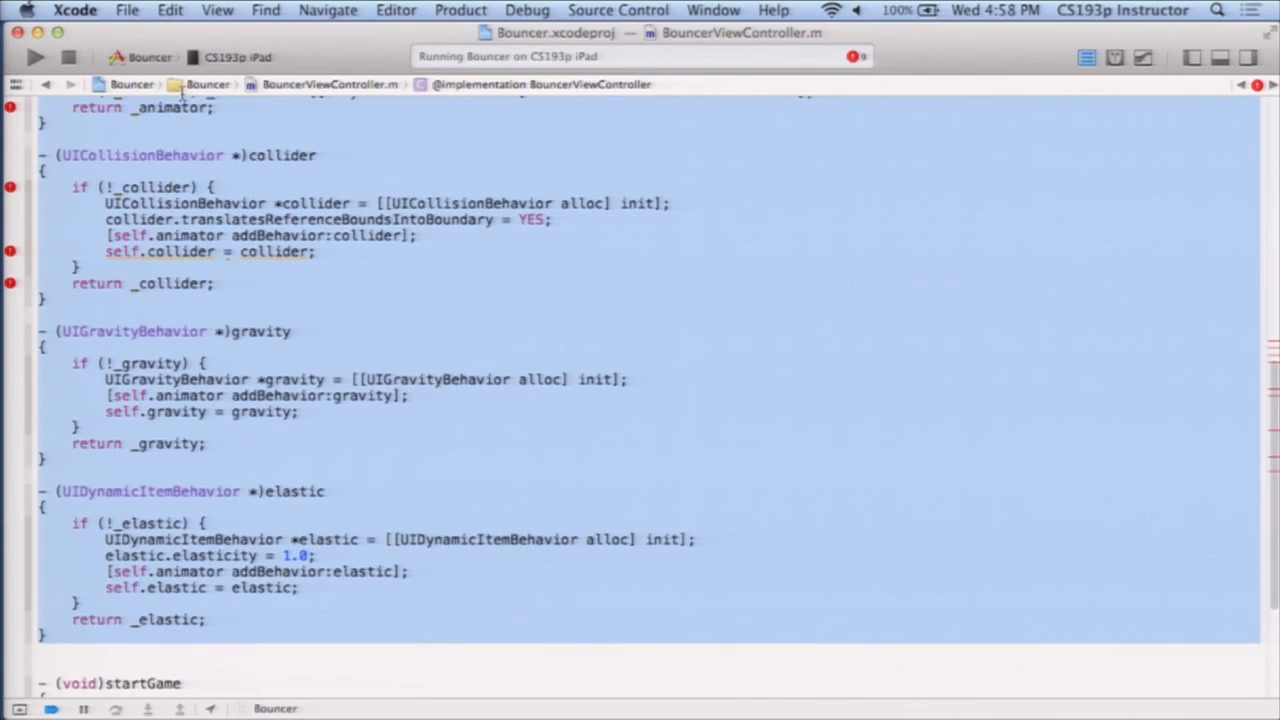 Xcode File Edit View Find Navigate Editor Product Debug Source Control Window Help 100% Wed 4:58 PM CS193p Instructor
Bouncer.xcodeproj — BouncerViewController.m
Bouncer › CS193p iPad Running Bouncer on CS193p iPad 9
Bouncer › Bouncer › BouncerViewController.m › @implementation BouncerViewController
return _animator;
}
- (UICollisionBehavior *)collider
{
if (!_collider) {
UICollisionBehavior *collider = [[UICollisionBehavior alloc] init];
collider.translatesReferenceBoundsIntoBoundary = YES;
[self.animator addBehavior:collider];
self.collider = collider;
}
return _collider;
}
- (UIGravityBehavior *)gravity
{
if (!_gravity) {
UIGravityBehavior *gravity = [[UIGravityBehavior alloc] init];
[self.animator addBehavior:gravity];
self.gravity = gravity;
}
return _gravity;
}
- (UIDynamicItemBehavior *)elastic
{
if (!_elastic) {
UIDynamicItemBehavior *elastic = [[UIDynamicItemBehavior alloc] init];
elastic.elasticity = 1.0;
[self.animator addBehavior:elastic];
self.elastic = elastic;
}
return _elastic;
}
- (void)startGame
Bouncer